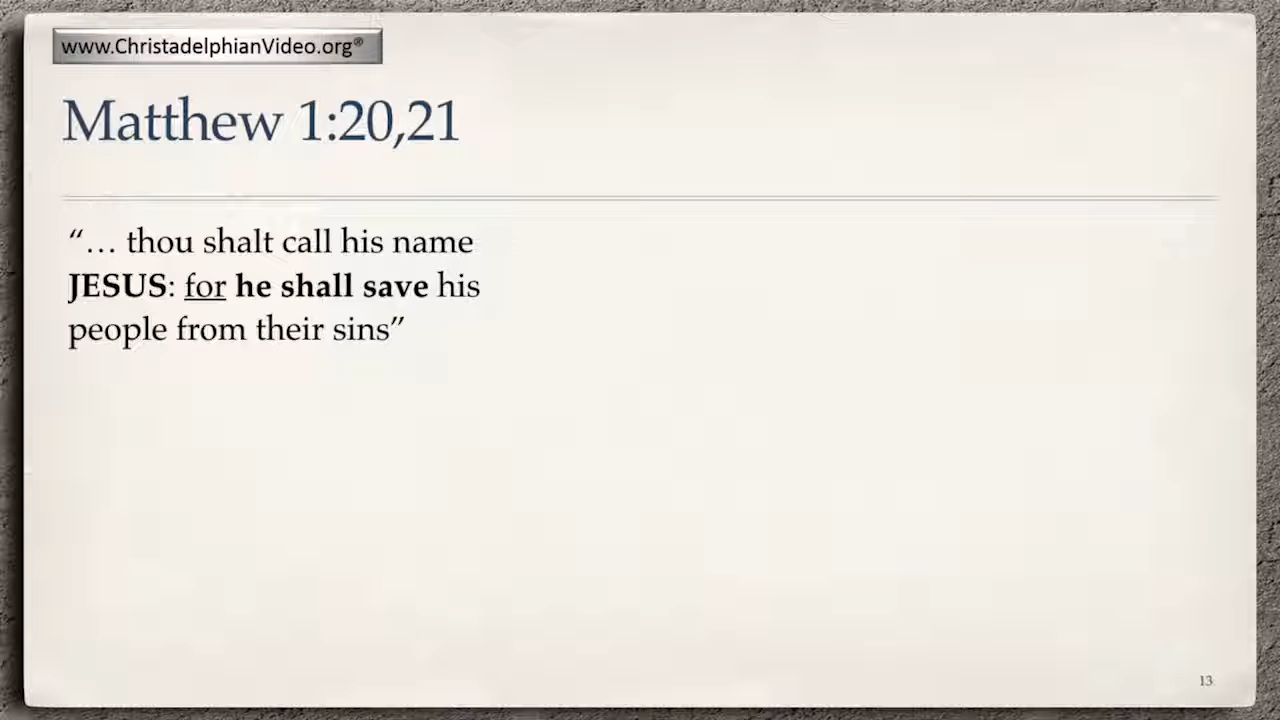 www.ChristadelphianVideo.org®
Matthew 1:20,21
“… thou shalt call his name
JESUS: for he shall save his
people from their sins”
13